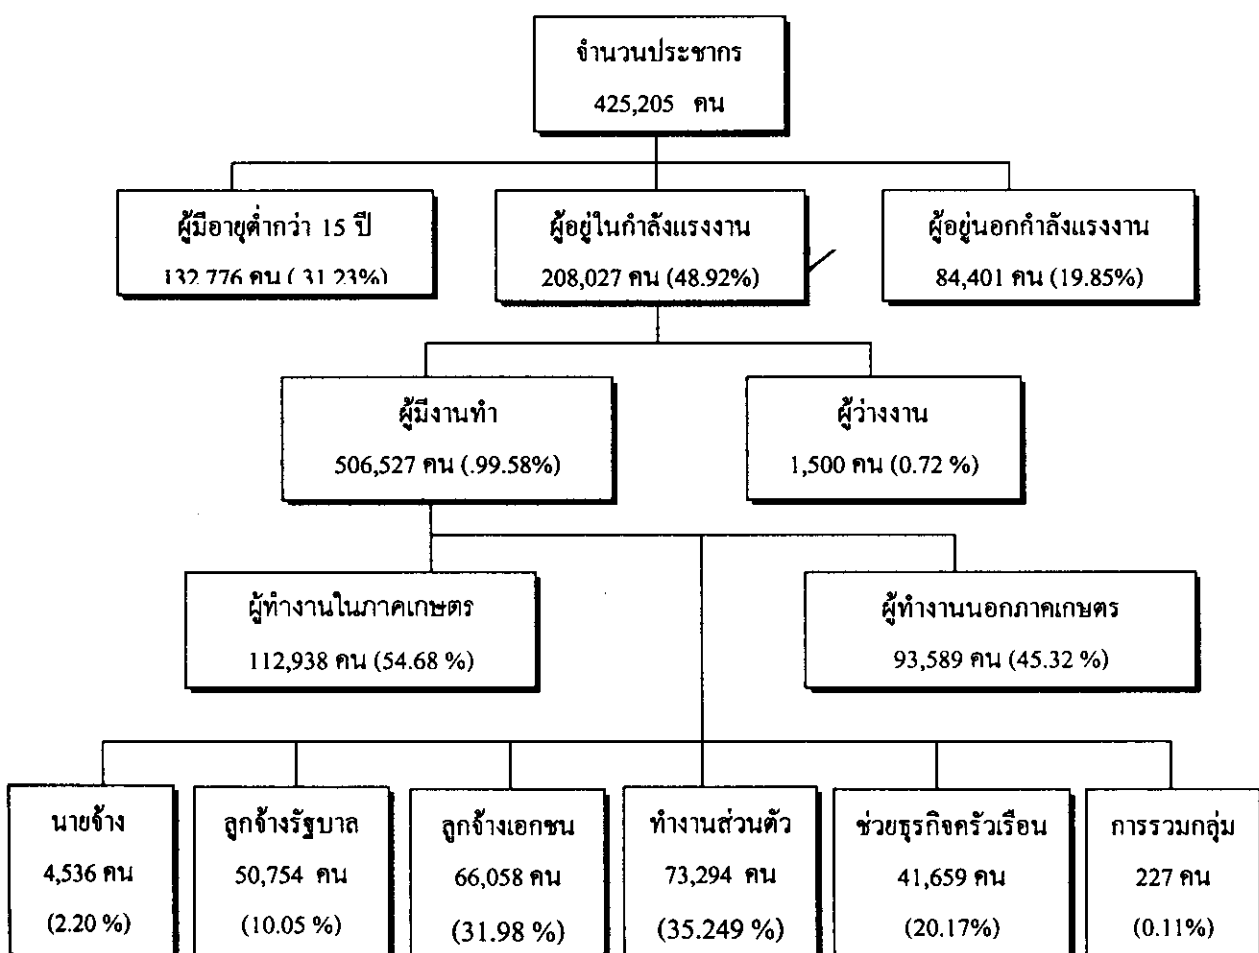 จำนวนประชากร
425,205 คน
ผู้มีอายุต่ำกว่า 15 ปี
132,776 คน ( 31.23%)
ผู้อยู่ในกำลังแรงงาน
208,027 คน (48.92%)
ผู้อยู่นอกกำลังแรงงาน
84,401 คน (19.85%)
ผู้มีงานทำ
506,527 คน (.99.58%)
ผู้ว่างงาน
1,500 คน (0.72 %)
ผู้ทำงานในภาคเกษตร
112,938 คน (54.68 %)
ผู้ทำงานนอกภาคเกษตร
93,589 คน (45.32 %)
นายจ้าง
4,536 คน
(2.20 %)
ลูกจ้างรัฐบาล
50,754 คน
(10.05 %)
ลูกจ้างเอกชน
66,058 คน
(31.98 %)
ทำงานส่วนตัว
73,294 คน
(35.249 %)
ช่วยธุรกิจครัวเรือน
41,659 คน
(20.17%)
การรวมกลุ่ม
227 คน
(0.11%)